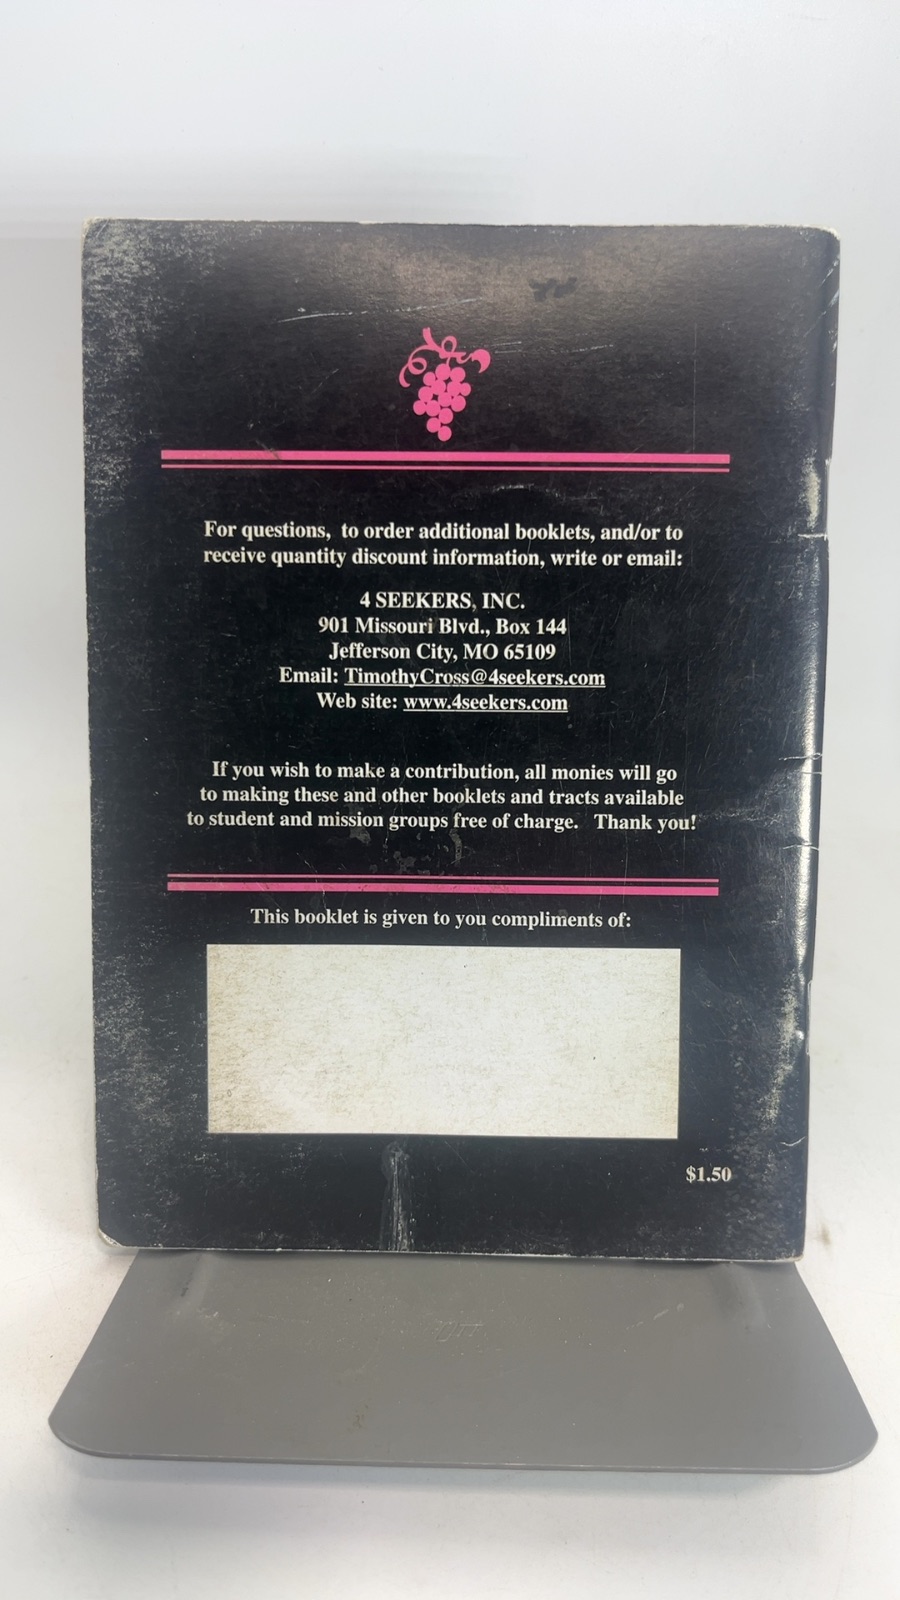 For questions, to order additional booklets, and/or to
receive quantity discount information, write or email:
4 SEEKERS, INC.
901 Missouri Blvd., Box 144
Jefferson City, MO 65109
Email: TimothyCross@4seekers.com
Web site: www.4seekers.com
If you wish to make a contribution, all monies will go
to making these and other booklets and tracts available
to student and mission groups free of charge. Thank you!
This booklet is given to you compliments of:
$1.50